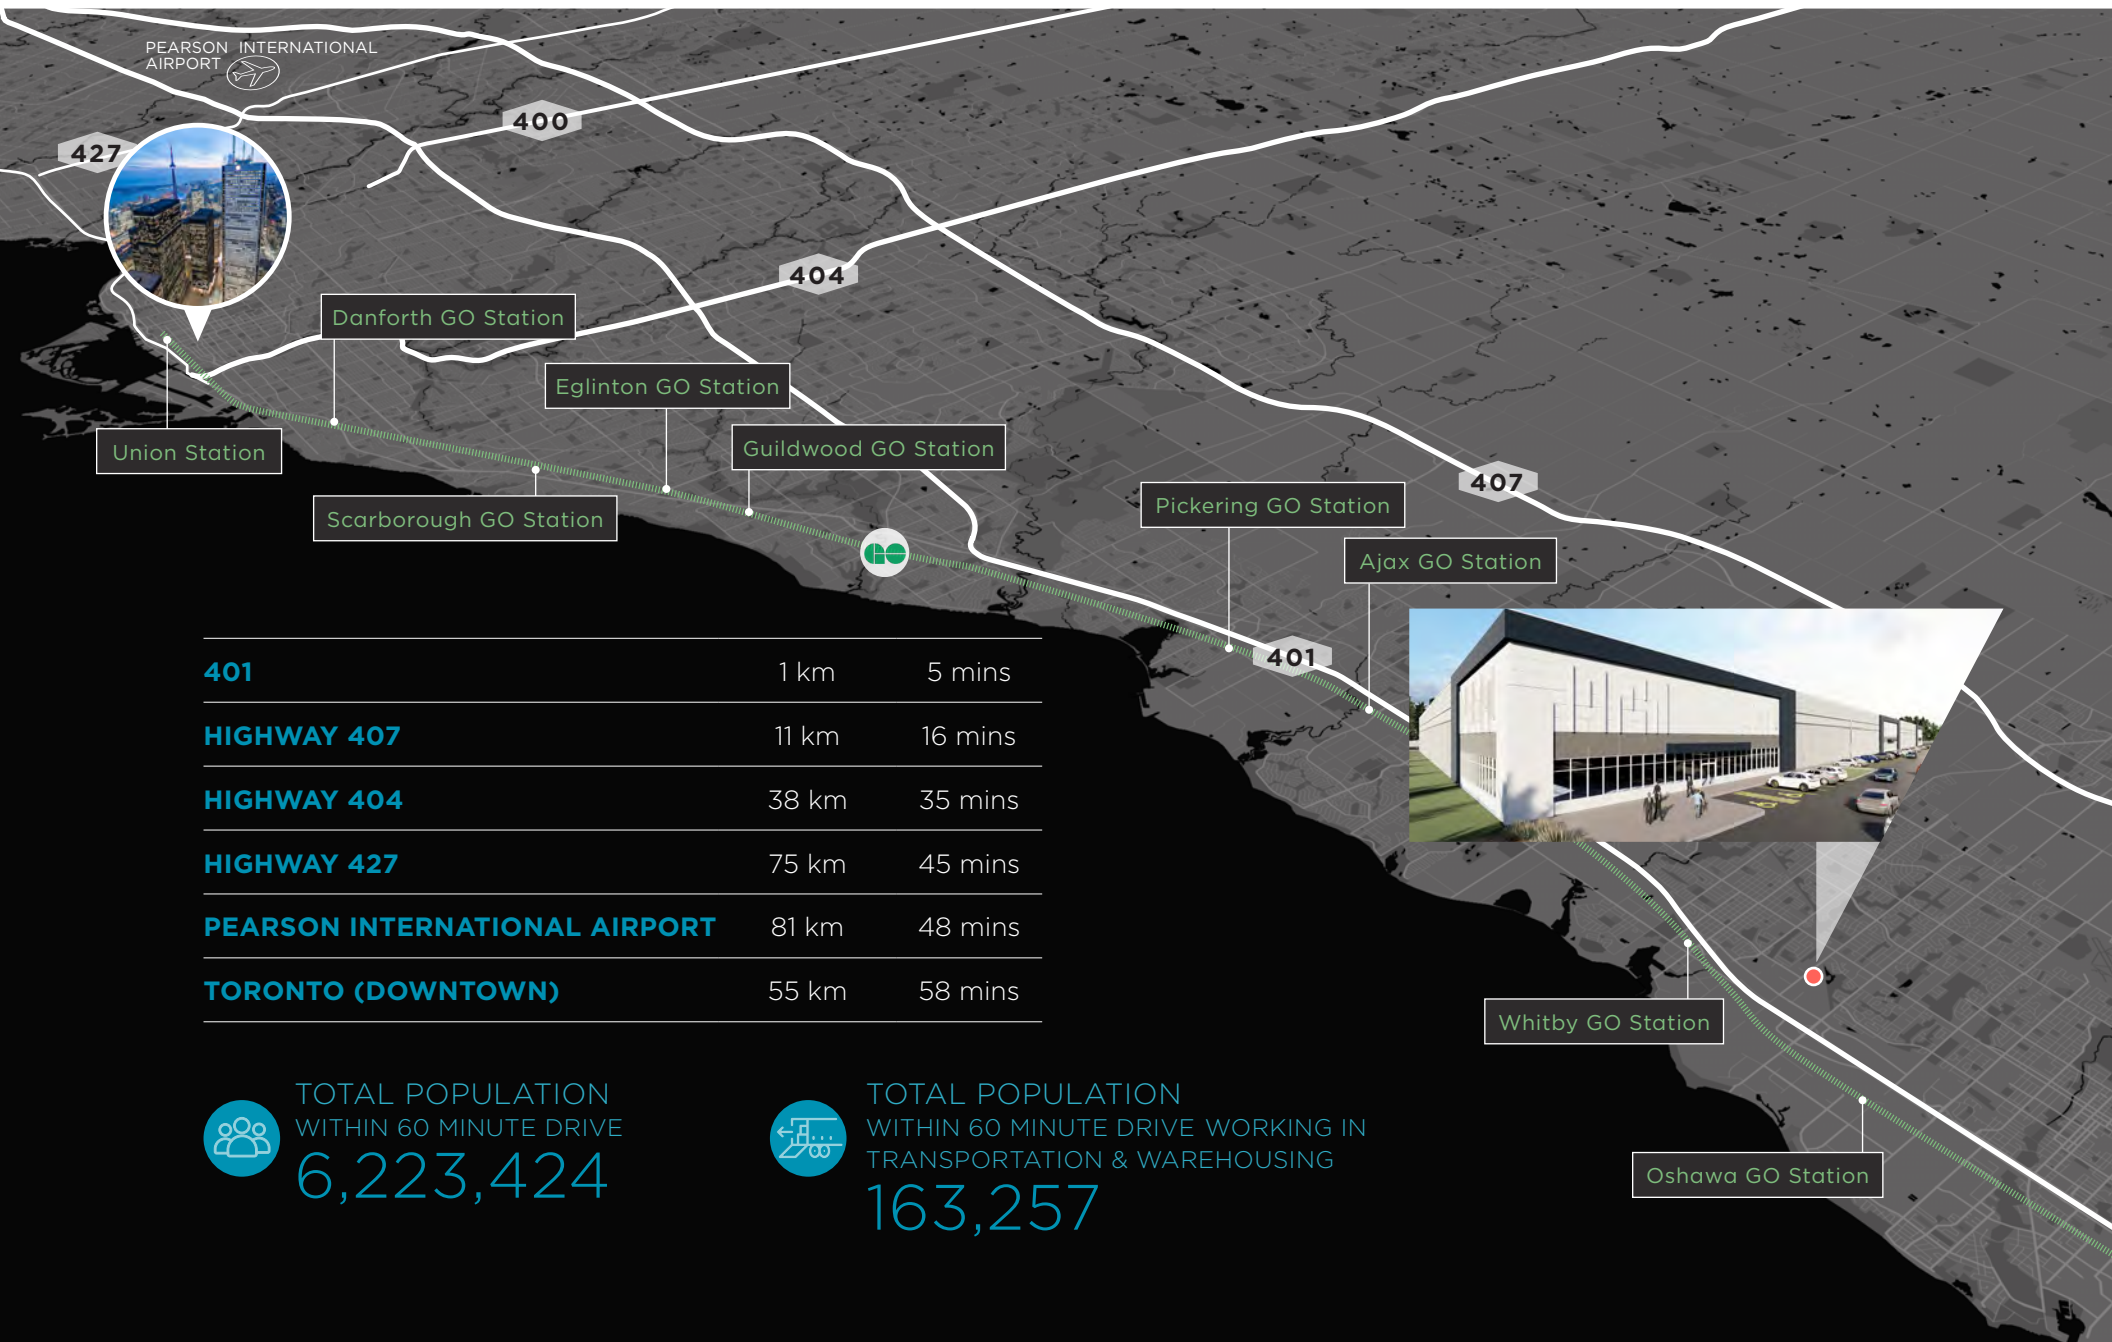 PEARSON INTERNATIONAL
AIRPORT
400
427
404
Danforth GO Station
Eglinton GO Station
Union Station
Guildwood GO Station
407
Scarborough GO Station
Pickering GO Station
GO
Ajax GO Station
401
401 1 km 5 mins
HIGHWAY 407 11 km 16 mins
HIGHWAY 404 38 km 35 mins
HIGHWAY 427 75 km 45 mins
PEARSON INTERNATIONAL AIRPORT 81 km 48 mins
TORONTO (DOWNTOWN) 55 km 58 mins
Whitby GO Station
TOTAL POPULATION
WITHIN 60 MINUTE DRIVE
6,223,424
TOTAL POPULATION
WITHIN 60 MINUTE DRIVE WORKING IN
TRANSPORTATION & WAREHOUSING
163,257
Oshawa GO Station